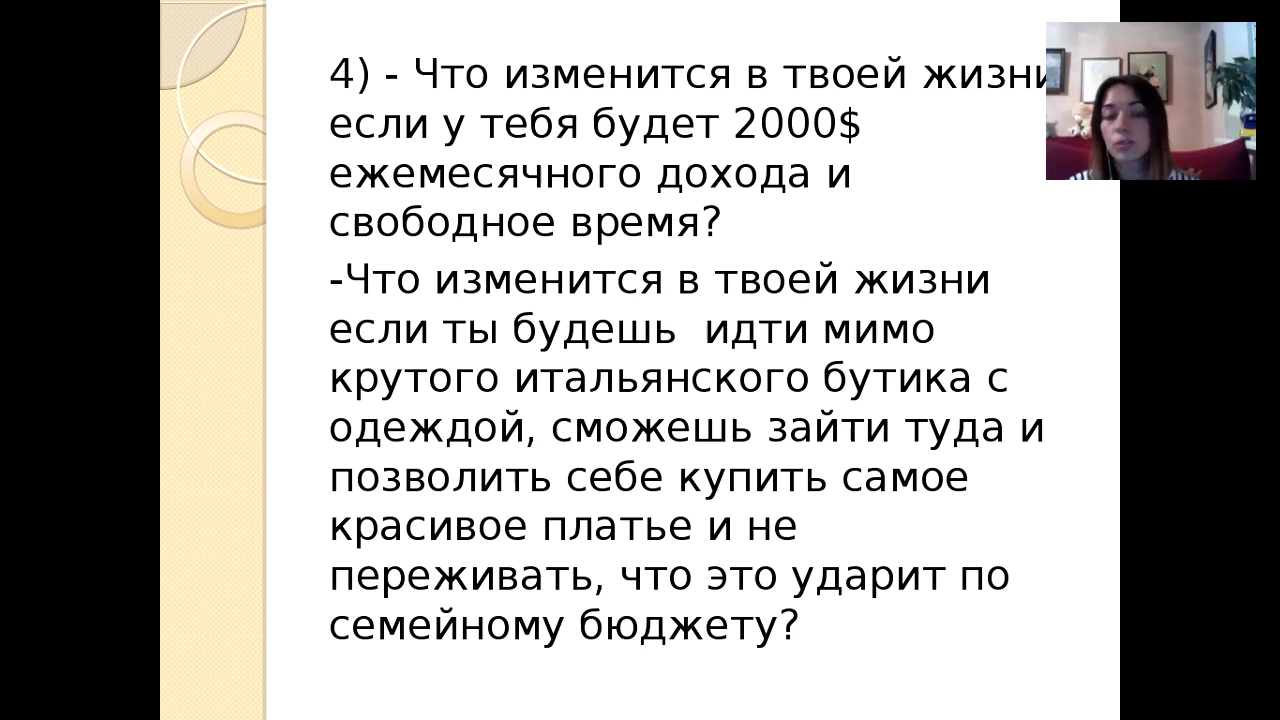 4) - Что изменится в твоей жизни
если у тебя будет 2000$
ежемесячного дохода и
свободное время?
-Что изменится в твоей жизни
если ты будешь  идти мимо
крутого итальянского бутика с
одеждой, сможешь зайти туда и
позволить себе купить самое
красивое платье и не
переживать, что это ударит по
семейному бюджету?